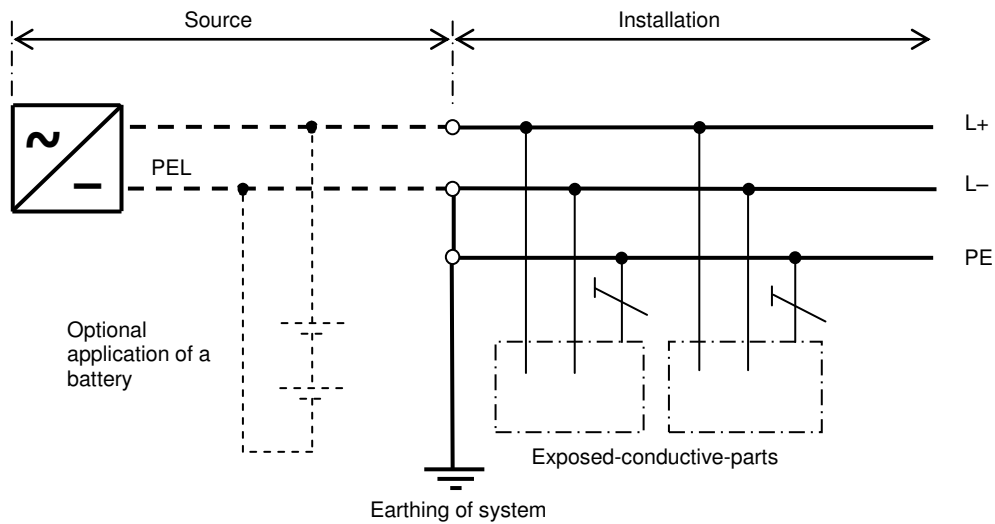 Source
Installation
~
–
PEL
L+
L–
PE
Optional
application of a
battery
Exposed-conductive-parts
Earthing of system